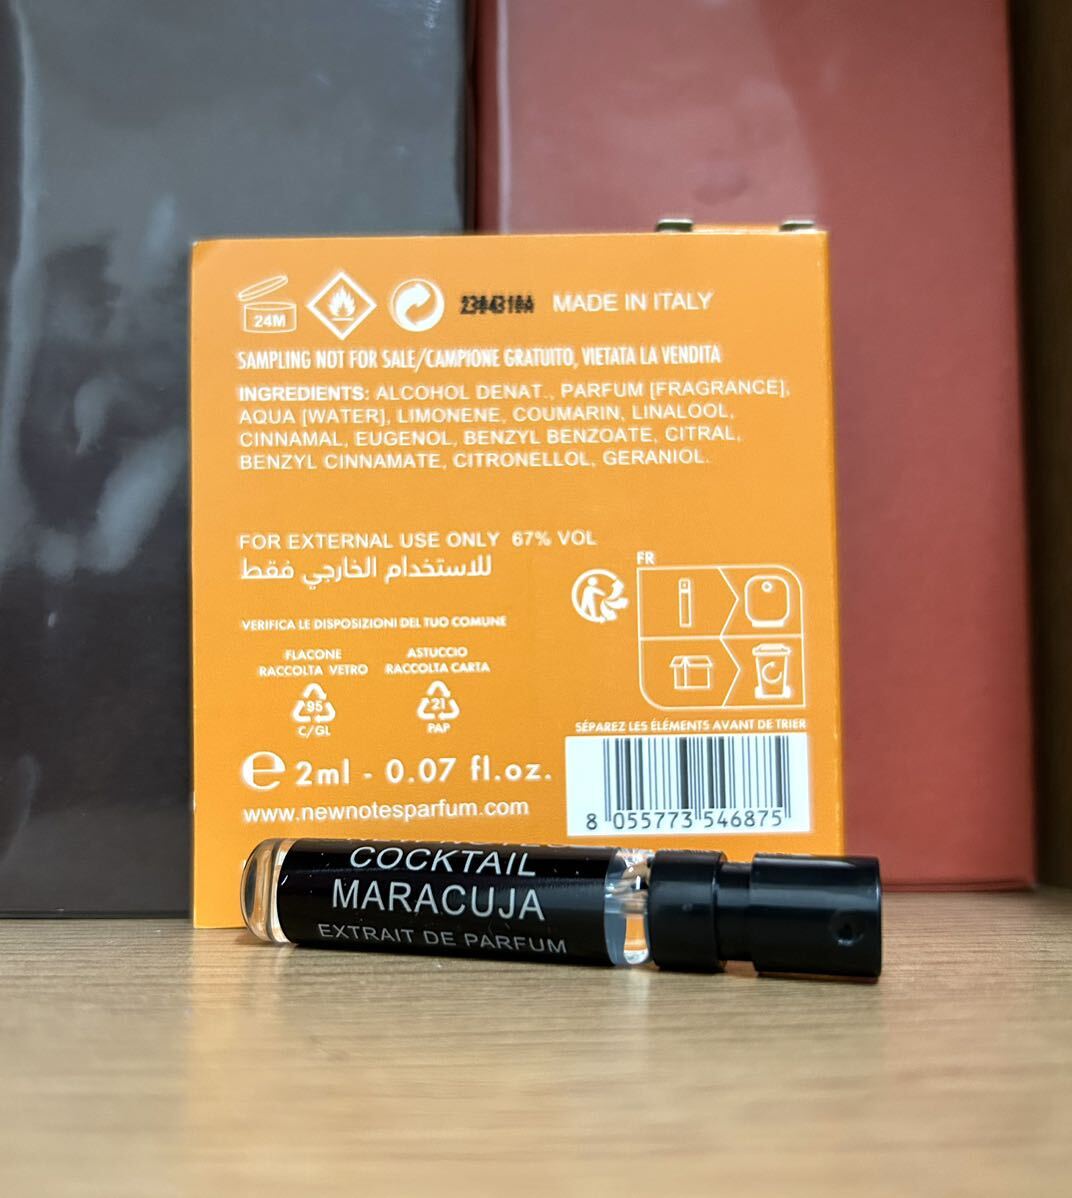 24M
MADE IN ITALY
SAMPLING NOT FOR SALE/CAMPIONE GRATUITO, VIETATA LA VENDITA
INGREDIENTS: ALCOHOL DENAT., PARFUM [FRAGRANCE],
AQUA [WATER], LIMONENE, COUMARIN, LINALOOL,
CINNAMAL, EUGENOL, BENZYL BENZOATE, CITRAL,
BENZYL CINNAMATE, CITRONELLOL, GERANIOL.
FOR EXTERNAL USE ONLY 67% VOL
للاستخدام الخارجي فقط
FR
VERIFICA LE DISPOSIZIONI DEL TUO COMUNE
FLACONE
RACCOLTA VETRO
95
C/GL
ASTUCCIO
RACCOLTA CARTA
21
PAP
SÉPAREZ LES ÉLÉMENTS AVANT DE TRIER
e 2ml - 0.07 fl.oz.
www.newnotesparfum.com
8 055773 546875
COCKTAIL
MARACUJA
EXTRAIT DE PARFUM